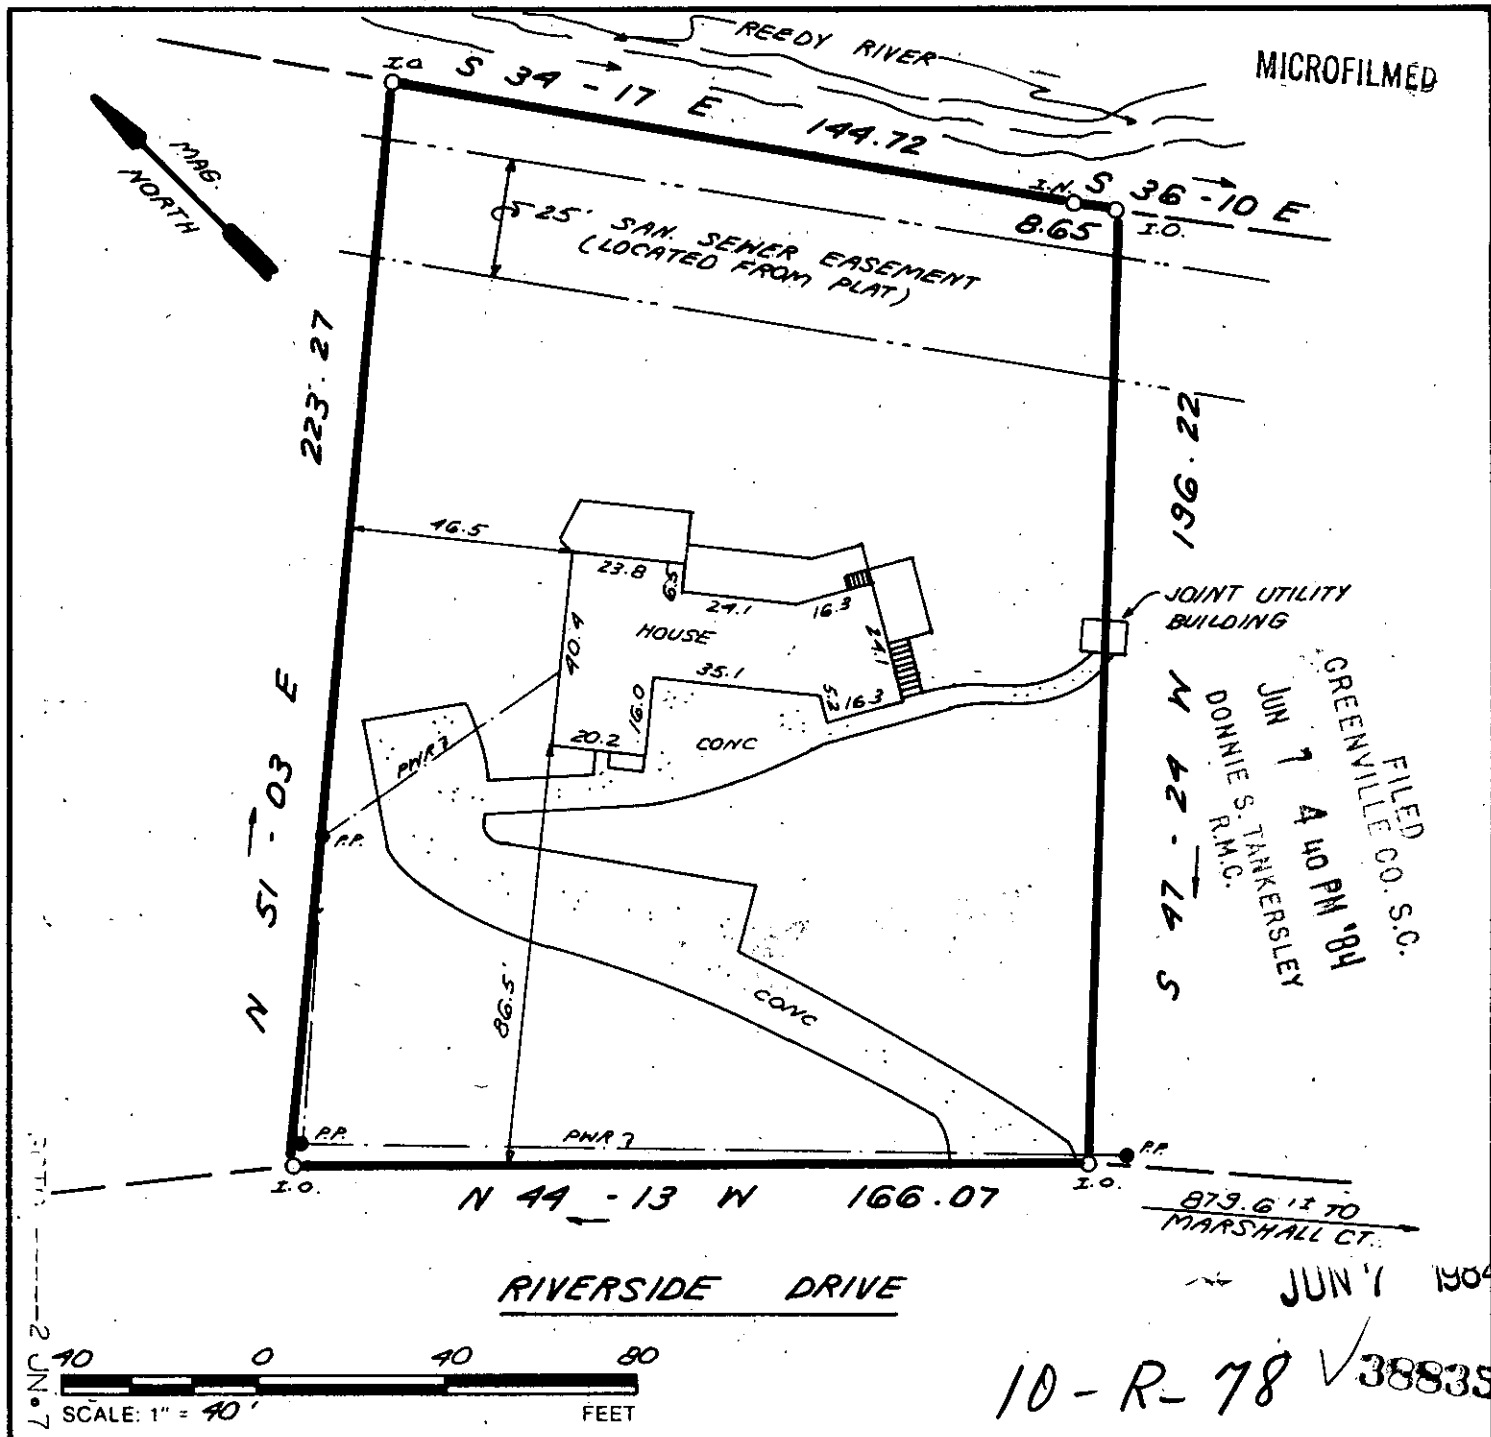 REEDY RIVER
MICROFILMED
I.O.
S 34 - 17 E 144.72
I.N.
S 36 - 10 E
8.65
I.O.
MAG.
NORTH
25' SAN. SEWER EASEMENT
(LOCATED FROM PLAT)
223.27
N 51 - 03 E
196.22
S 47 - 24 W
46.5
23.8
6.5
24.1
16.3
HOUSE
40.4
24.1
35.1
16.0
5.2
16.3
20.2
CONC
JOINT UTILITY
BUILDING
PWR
P.P.
86.5'
CONC
FILED
GREENVILLE CO. S.C.
JUN 7 4 40 PM '84
DONNIE S. TANKERSLEY
R.M.C.
P.P.
PWR
P.P.
I.O.
N 44 - 13 W 166.07
I.O.
879.6'± TO
MARSHALL CT.
RIVERSIDE DRIVE
JUN 7 1984
40 0 40 80
SCALE: 1" = 40' FEET
10-R-78
38835
2 JN 7